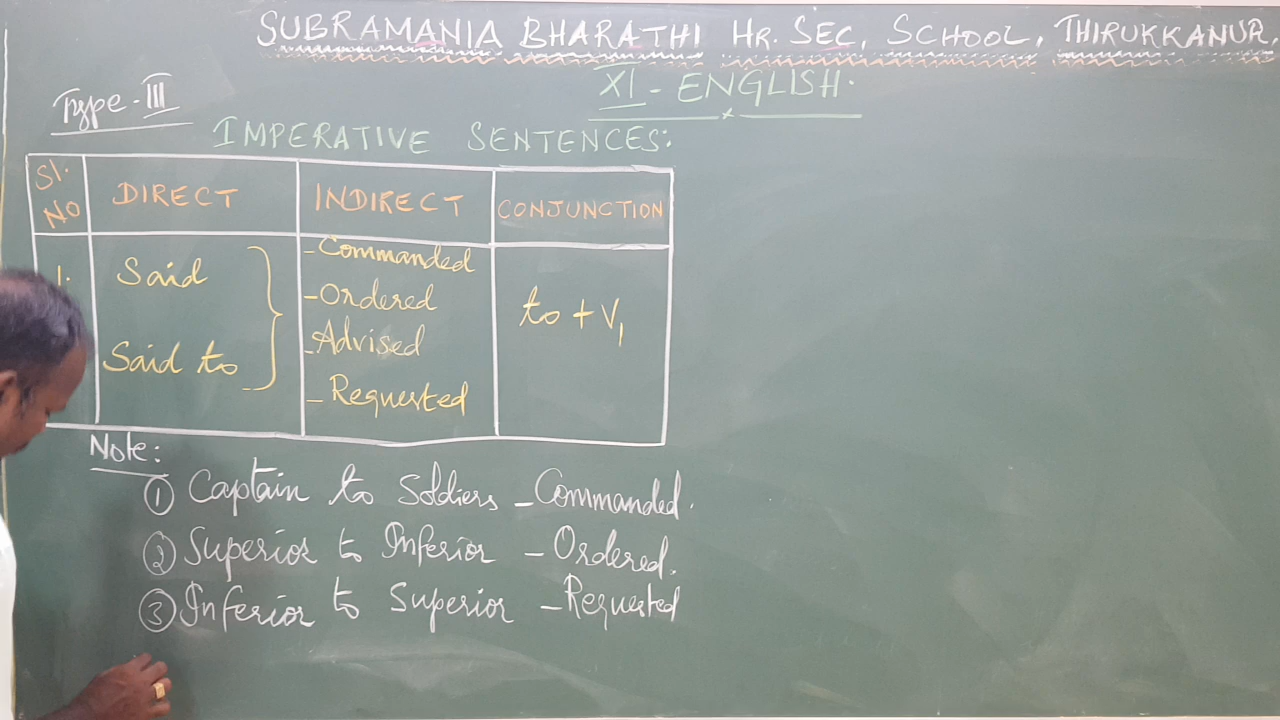 SUBRAMANIA BHARATHI HR. SEC, SCHOOL, THIRUKKANUR.
XI - ENGLISH.
Type - III
IMPERATIVE SENTENCES:
Sl. No
DIRECT
INDIRECT
CONJUNCTION
1.
Said
Said to
- Commanded
- Ordered
- Advised
- Requested
to + V1
Note:
① Captain to Soldiers - Commanded.
② Superior to Inferior - Ordered.
③ Inferior to Superior - Requested